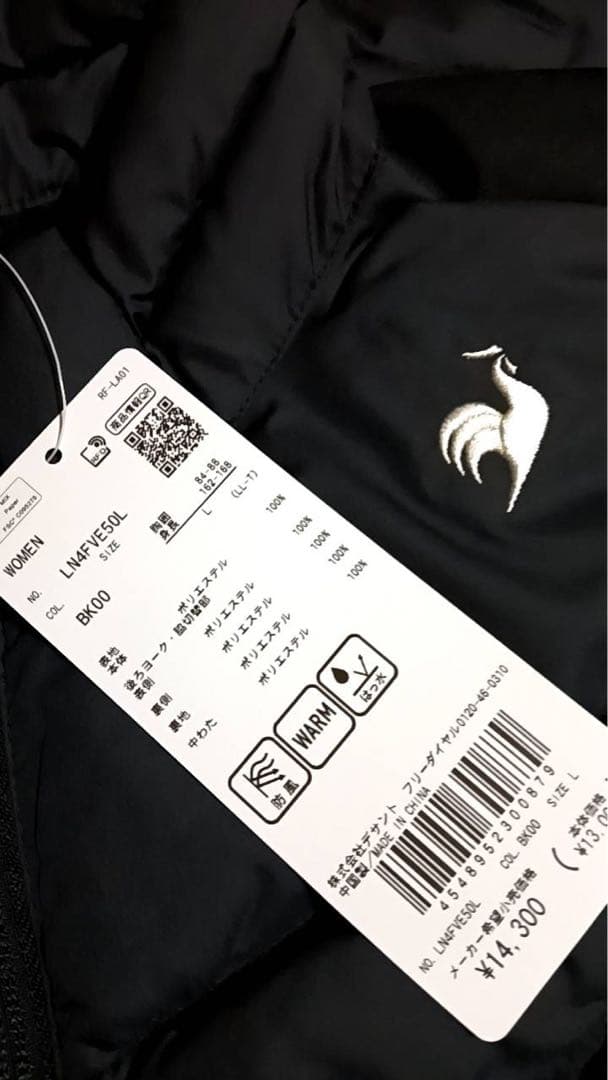 RF-LA01
商品情報QR
RFID
MIX
Paper
FSC® C095278
WOMEN
NO. LN4FVE50L
SIZE
胸囲 84-88
身長 162-168
L (LL-T)
COL. BK00
表地
本体 ポリエステル 100%
後ろヨーク・脇切替部
表側 ポリエステル 100%
裏側 ポリエステル 100%
裏地 ポリエステル 100%
中わた ポリエステル 100%
防風
WARM
はっ水
株式会社デサント フリーダイヤル0120-46-0310
中国製/MADE IN CHINA
4548952300879
NO. LN4FVE50L COL. BK00 SIZE L
メーカー希望小売価格
¥14,300
(本体価格
¥13,00